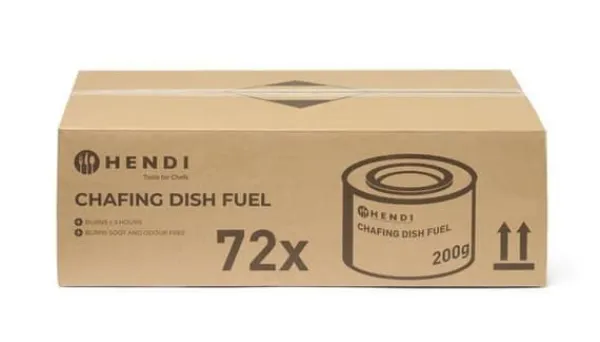 HENDI
Tools for Chefs
CHAFING DISH FUEL
BURNS ± 3 HOURS
BURNS SOOT AND ODOUR FREE
72x
HENDI
CHAFING DISH FUEL
200g